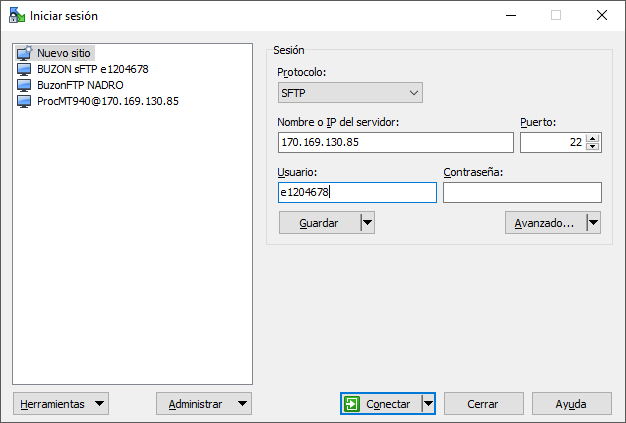 Iniciar sesión
Nuevo sitio
BUZON sFTP e1204678
BuzonFTP NADRO
ProcMT940@170.169.130.85
Sesión
Protocolo:
SFTP
Nombre o IP del servidor:
Puerto:
170.169.130.85
22
Usuario:
Contraseña:
e1204678
Guardar
Avanzado...
Herramientas
Administrar
Conectar
Cerrar
Ayuda